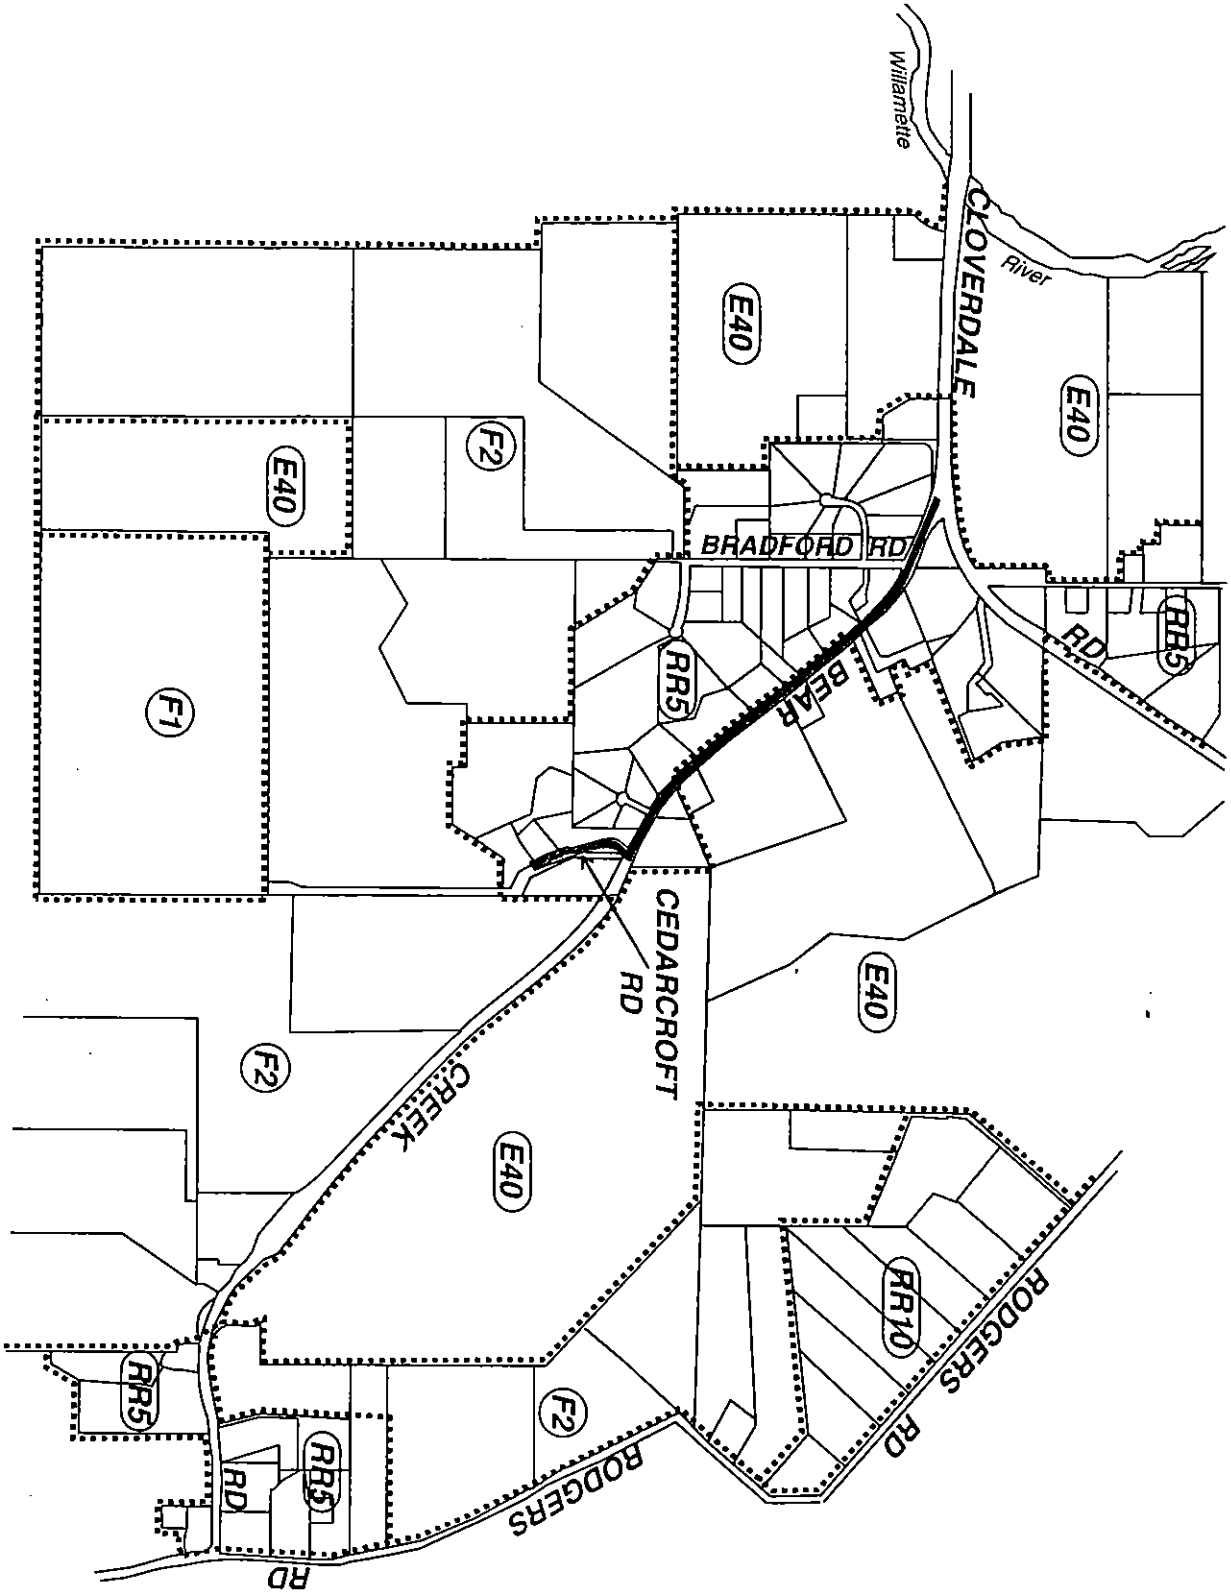 Willamette
River
CLOVERDALE
RD
E40
E40
RR5
E40
F2
BRADFORD RD
BEAR
RR5
F1
CEDARCROFT
RD
E40
CREEK
F2
E40
RR10
RODGERS
RD
F2
RODGERS
RD
RR5
RR5
RD